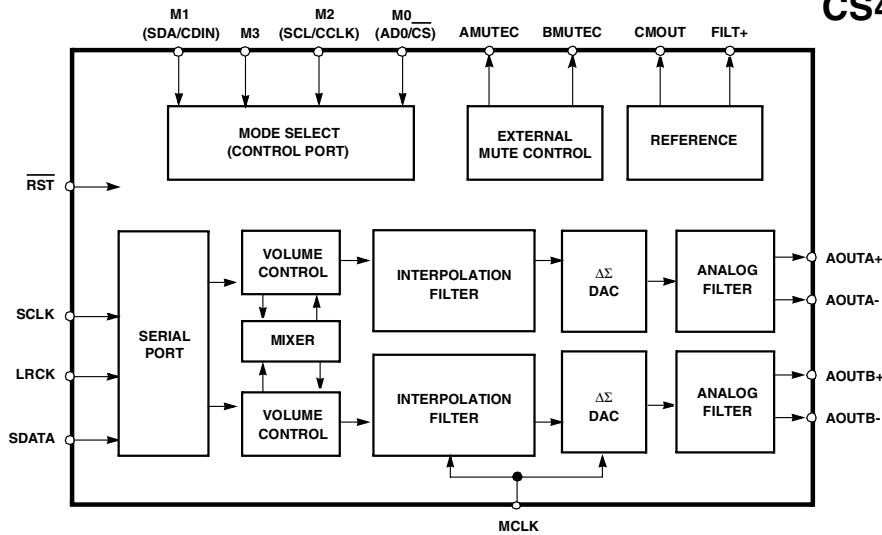 CS4
M1 M3 M2 M0 AMUTEC BMUTEC CMOUT FILT+
(SDA/CDIN) (SCL/CCLK) (AD0/CS)
MODE SELECT
(CONTROL PORT)
EXTERNAL
MUTE CONTROL
REFERENCE
RST
SCLK
LRCK
SDATA
SERIAL
PORT
VOLUME
CONTROL
MIXER
VOLUME
CONTROL
INTERPOLATION
FILTER
INTERPOLATION
FILTER
ΔΣ
DAC
ΔΣ
DAC
ANALOG
FILTER
ANALOG
FILTER
AOUTA+
AOUTA-
AOUTB+
AOUTB-
MCLK